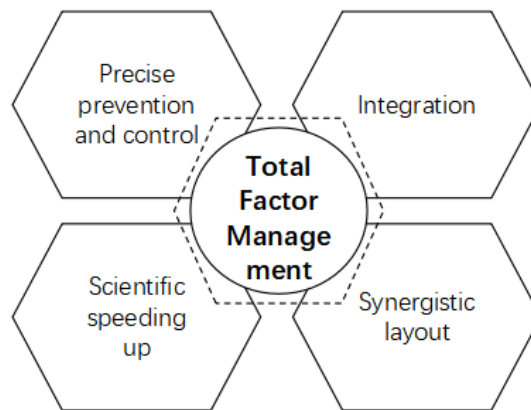 Precise
prevention
and control
Integration
Total
Factor
Manage
ment
Scientific
speeding
up
Synergistic
layout